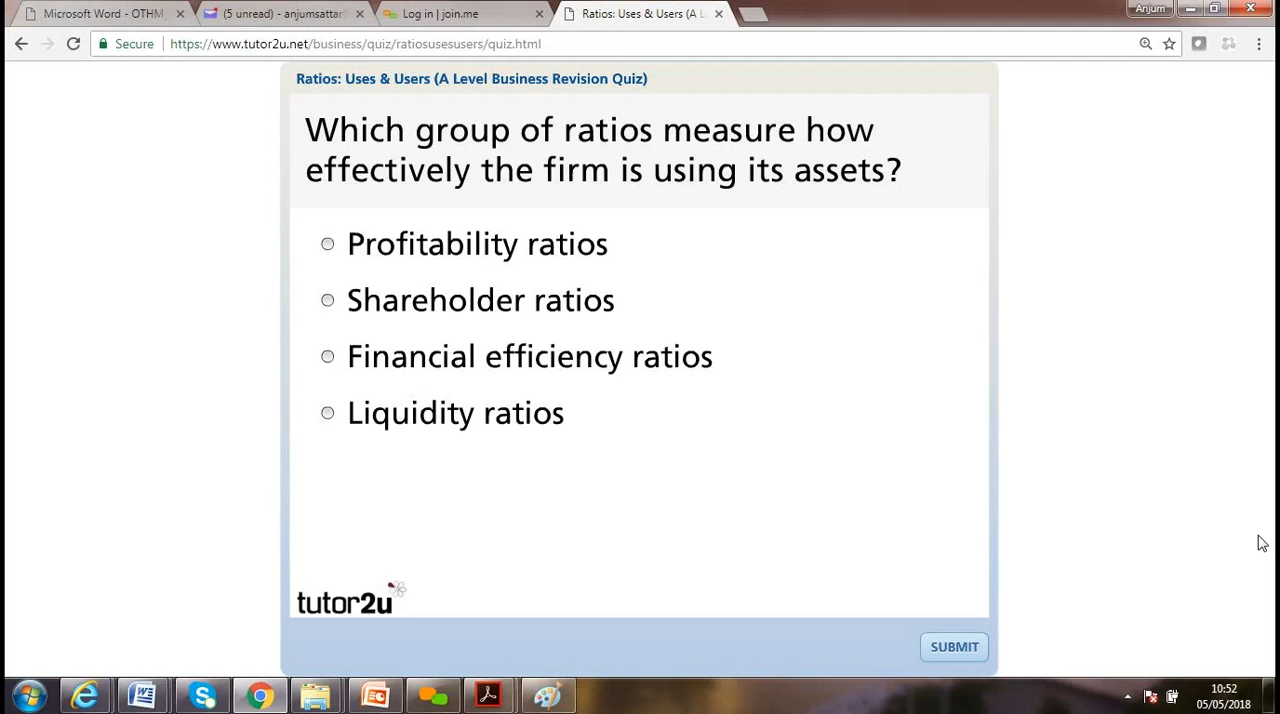 Microsoft Word - OTHM
(5 unread) - anjumsattar
Log in | join.me
Ratios: Uses & Users (A L
Anjum
Secure
https://www.tutor2u.net/business/quiz/ratiosusesusers/quiz.html
Ratios: Uses & Users (A Level Business Revision Quiz)
Which group of ratios measure how
effectively the firm is using its assets?
Profitability ratios
Shareholder ratios
Financial efficiency ratios
Liquidity ratios
tutor2u
SUBMIT
10:52
05/05/2018